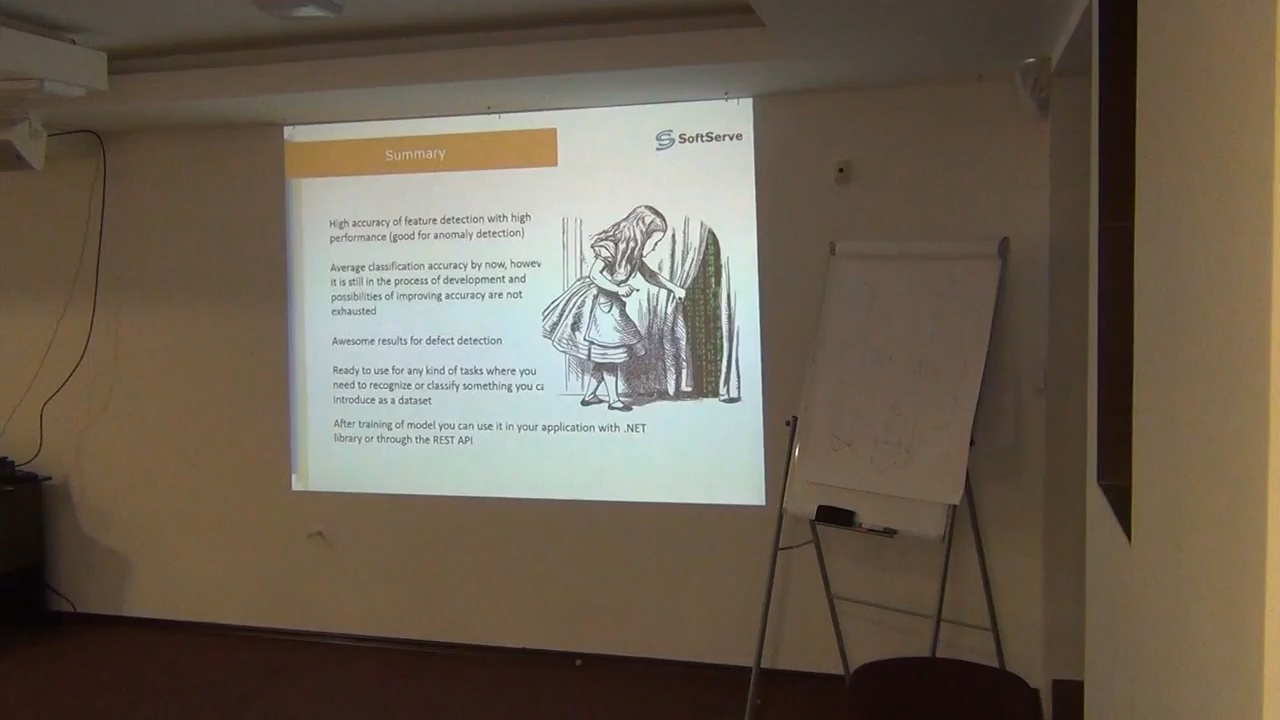 Summary
SoftServe
High accuracy of feature detection with high
performance (good for anomaly detection)
Average classification accuracy by now, howev
it is still in the process of development and
possibilities of improving accuracy are not
exhausted
Awesome results for defect detection
Ready to use for any kind of tasks where you
need to recognize or classify something you ca
introduce as a dataset
After training of model you can use it in your application with .NET
library or through the REST API